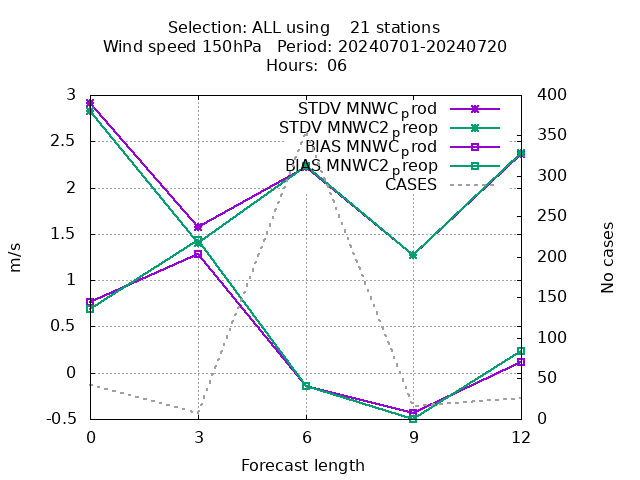 Selection: ALL using 21 stations
Wind speed 150hPa Period: 20240701-20240720
Hours: 06
3 400
STDV MNWC_prod
STDV MNWC2_preop
2.5 350
BIAS MNWC_prod
BIAS MNWC2_preop
CASES
2 300
1.5 250
200
1 150
0.5 100
0 50
-0.5 0
m/s
No cases
0 3 6 9 12
Forecast length